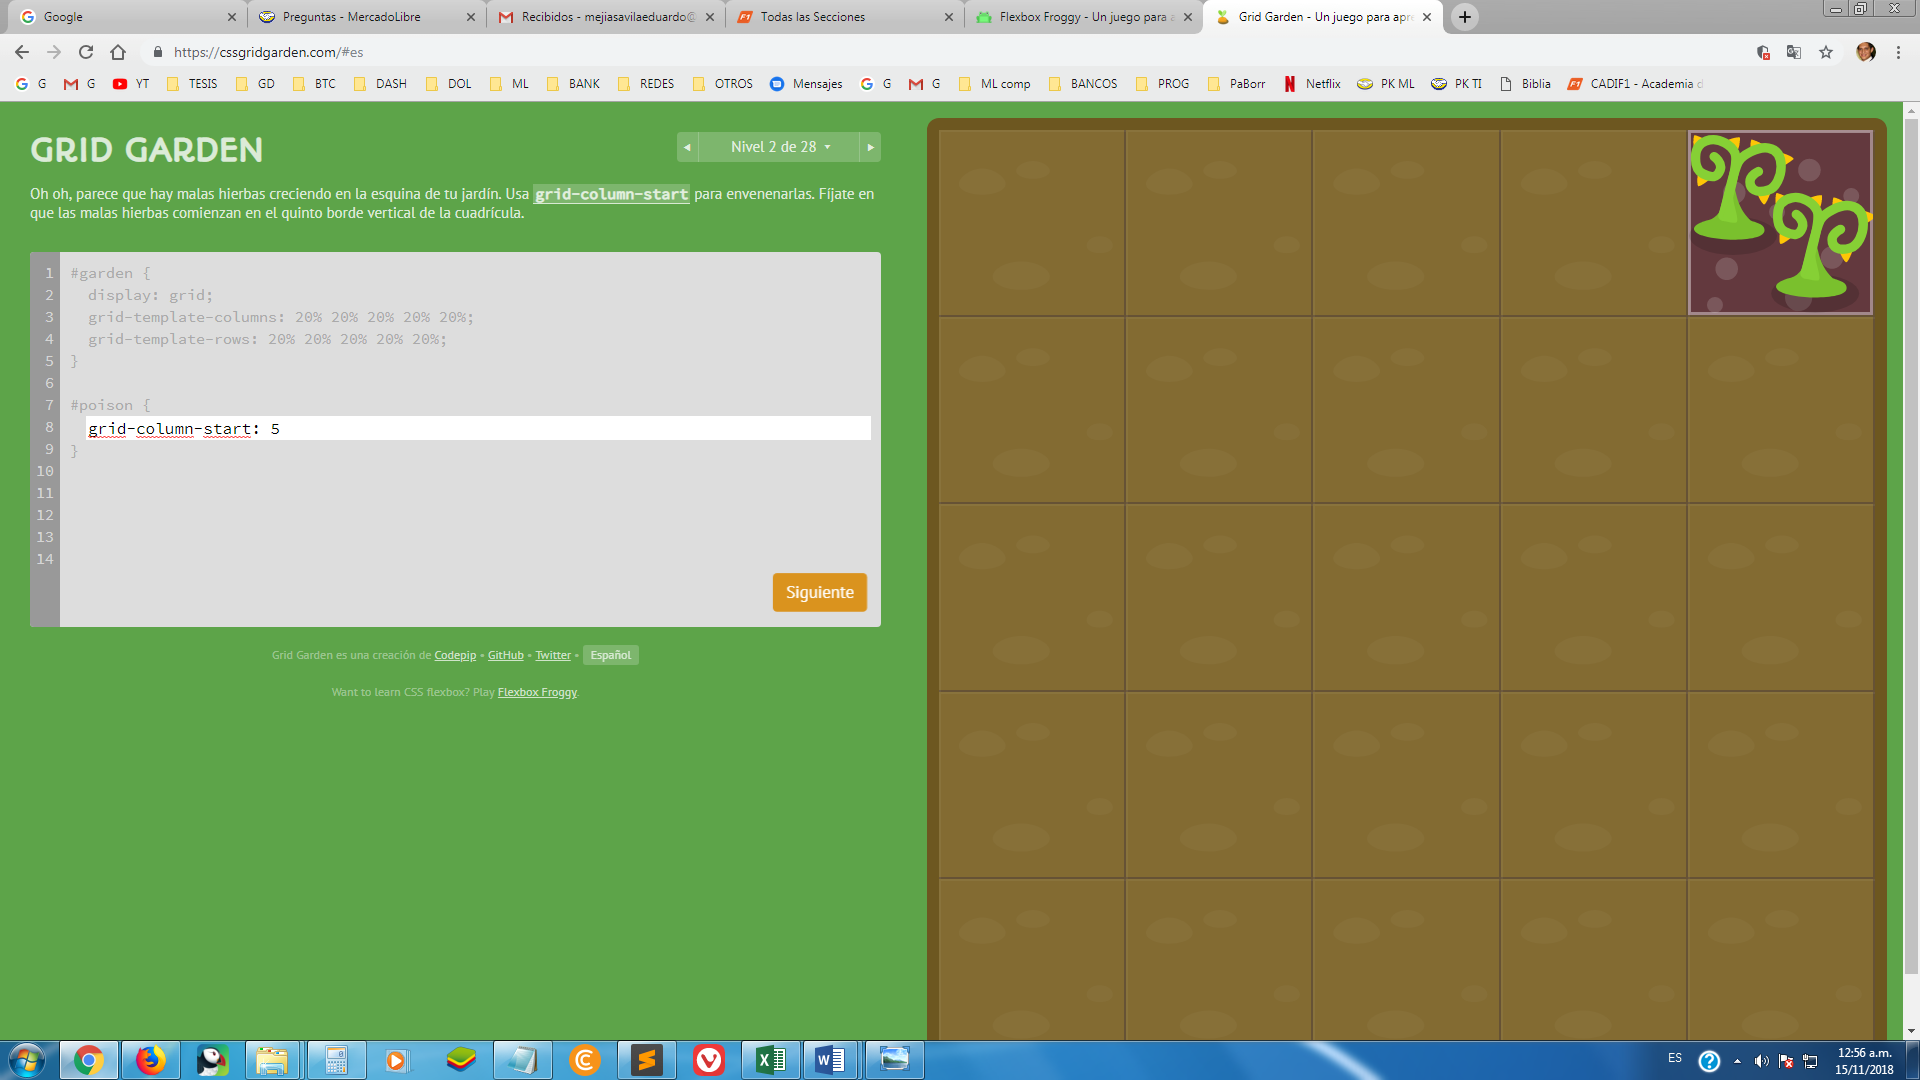 Google
Preguntas - MercadoLibre
Recibidos - mejiasavilaeduardo@
Todas las Secciones
Flexbox Froggy - Un juego para a
Grid Garden - Un juego para apre
https://cssgridgarden.com/#es
G
G
YT
TESIS
GD
BTC
DASH
DOL
ML
BANK
REDES
OTROS
Mensajes
G
G
ML comp
BANCOS
PROG
PaBorr
Netflix
PK ML
PK TI
Biblia
CADIF1 - Academia d
GRID GARDEN
Nivel 2 de 28
Oh oh, parece que hay malas hierbas creciendo en la esquina de tu jardín. Usa grid-column-start para envenenarlas. Fíjate en
que las malas hierbas comienzan en el quinto borde vertical de la cuadrícula.
1 #garden {
2 display: grid;
3 grid-template-columns: 20% 20% 20% 20% 20%;
4 grid-template-rows: 20% 20% 20% 20% 20%;
5 }
6
7 #poison {
8 grid-column-start: 5
9 }
10
11
12
13
14
Siguiente
Grid Garden es una creación de Codepip • GitHub • Twitter • Español
Want to learn CSS flexbox? Play Flexbox Froggy.
ES
12:56 a.m.
15/11/2018